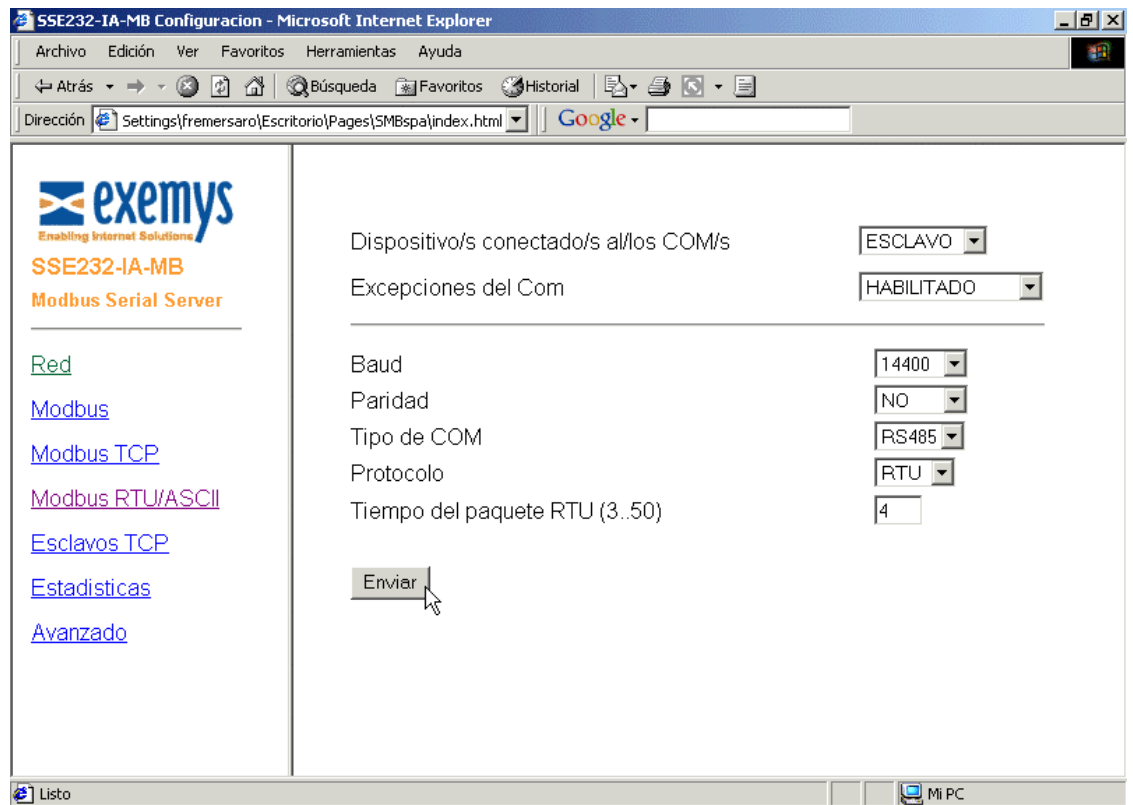 SSE232-IA-MB Configuracion - Microsoft Internet Explorer
Archivo Edición Ver Favoritos Herramientas Ayuda
Atrás Búsqueda Favoritos Historial
Dirección Settings\fremersaro\Escritorio\Pages\SMBspa\index.html Google
exemys
Enabling Internet Solutions
SSE232-IA-MB
Modbus Serial Server
Red
Modbus
Modbus TCP
Modbus RTU/ASCII
Esclavos TCP
Estadisticas
Avanzado
Dispositivo/s conectado/s al/los COM/s ESCLAVO
Excepciones del Com HABILITADO
Baud 14400
Paridad NO
Tipo de COM RS485
Protocolo RTU
Tiempo del paquete RTU (3..50) 4
Enviar
Listo Mi PC